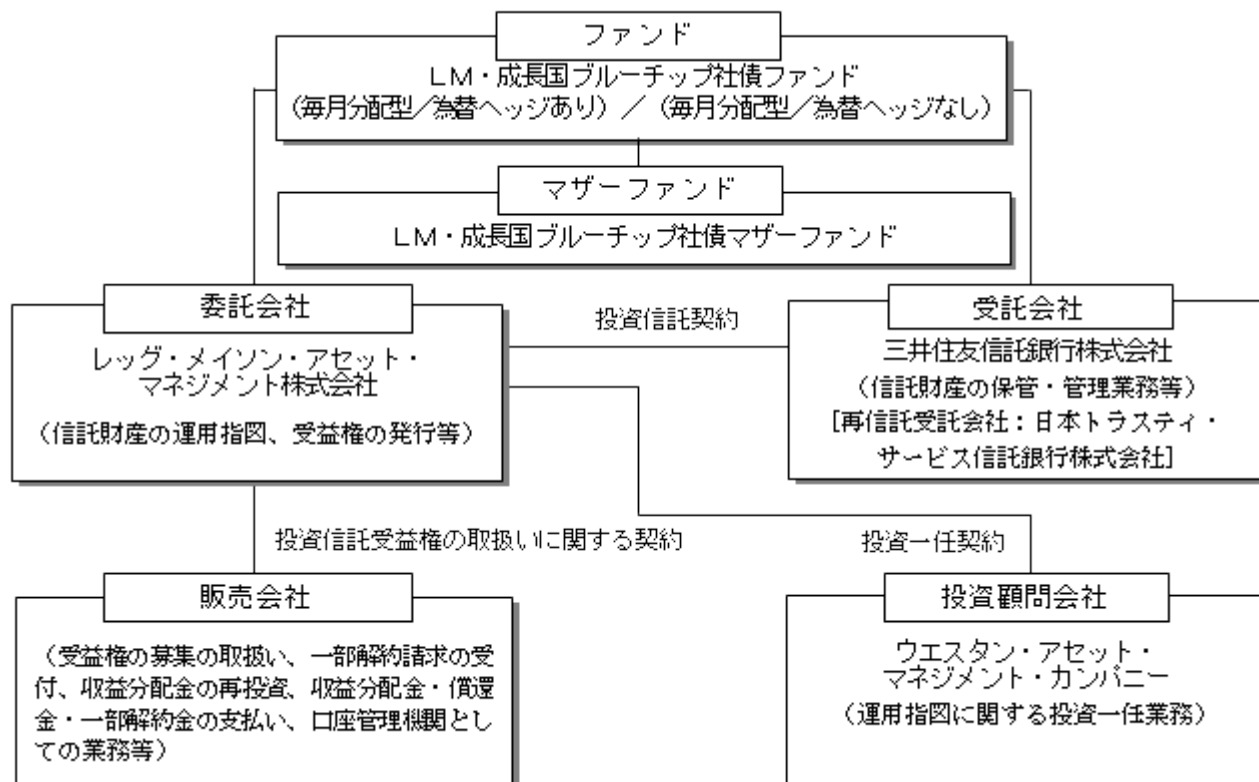 ファンド
LM・成長国ブルーチップ社債ファンド
（毎月分配型／為替ヘッジあり）／（毎月分配型／為替ヘッジなし）
マザーファンド
LM・成長国ブルーチップ社債マザーファンド
委託会社
レッグ・メイソン・アセット・
マネジメント株式会社
（信託財産の運用指図、受益権の発行等）
投資信託契約
受託会社
三井住友信託銀行株式会社
（信託財産の保管・管理業務等）
[再信託受託会社：日本トラスティ・
サービス信託銀行株式会社]
投資信託受益権の取扱いに関する契約
投資一任契約
販売会社
（受益権の募集の取扱い、一部解約請求の受
付、収益分配金の再投資、収益分配金・償還
金・一部解約金の支払い、口座管理機関とし
ての業務等）
投資顧問会社
ウエスタン・アセット・
マネジメント・カンパニー
（運用指図に関する投資一任業務）